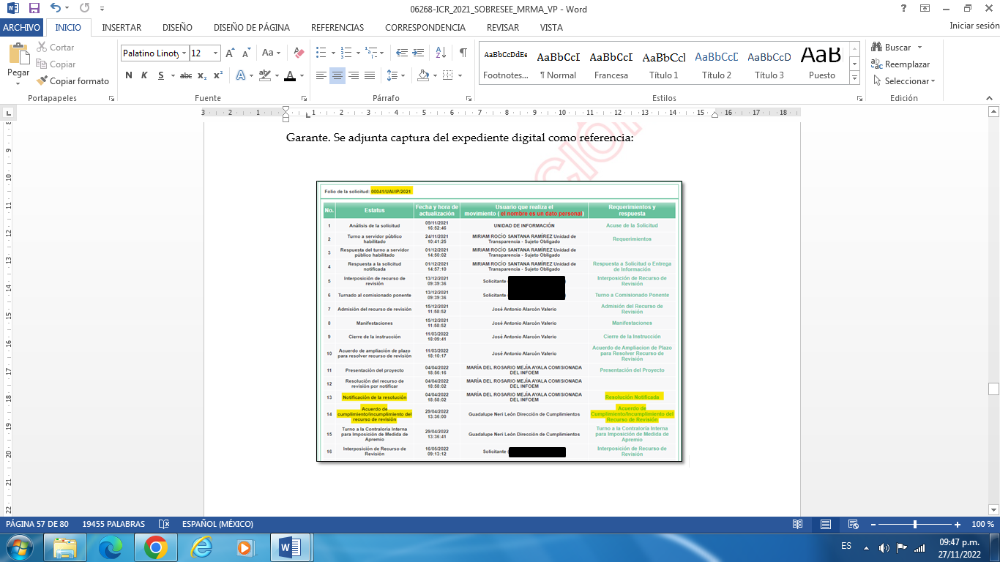 06268-ICR_2021_SOBRESEE_MRMA_VP - Word
ARCHIVO INICIO INSERTAR DISEÑO DISEÑO DE PÁGINA REFERENCIAS CORRESPONDENCIA REVISAR VISTA Iniciar sesión
Pegar
Cortar
Copiar
Copiar formato
Portapapeles
Palatino Linoty 12
N K S abc x₂ x²
Fuente
Párrafo
AaBbCcDdEe AaBbCcI AaBbCcI AaBbCcl AaBbCcD AaBbCcD AaB
Footnotes... ¶ Normal Francesa Título 1 Título 2 Título 3 Puesto
Estilos
Buscar
Reemplazar
Seleccionar
Edición
3 2 1 1 2 3 4 5 6 7 8 9 10 11 12 13 14 15 16 17 18
Garante. Se adjunta captura del expediente digital como referencia:
Folio de la solicitud: 00041/UAI/IP/2021
No. Estatus Fecha y hora de actualización Usuario que realiza el movimiento ( el nombre es un dato personal) Requerimientos y respuesta
1 Análisis de la solicitud 09/11/2021 16:52:46 UNIDAD DE INFORMACIÓN Acuse de la Solicitud
2 Turno a servidor público habilitado 24/11/2021 10:41:25 MIRIAM ROCÍO SANTANA RAMÍREZ Unidad de Transparencia - Sujeto Obligado Requerimientos
3 Respuesta del turno a servidor público habilitado 01/12/2021 14:50:02 MIRIAM ROCÍO SANTANA RAMÍREZ Unidad de Transparencia - Sujeto Obligado
4 Respuesta a la solicitud notificada 01/12/2021 14:57:10 MIRIAM ROCÍO SANTANA RAMÍREZ Unidad de Transparencia - Sujeto Obligado Respuesta a Solicitud o Entrega de Información
5 Interposición de recurso de revisión 13/12/2021 09:39:36 Solicitante ( ) Interposición de Recurso de Revisión
6 Turnado al comisionado ponente 13/12/2021 09:39:36 Solicitante ( ) Turno a Comisionado Ponente
7 Admisión del recurso de revisión 15/12/2021 11:58:52 José Antonio Alarcón Valerio Admisión del Recurso de Revisión
8 Manifestaciones 15/12/2021 11:58:52 José Antonio Alarcón Valerio Manifestaciones
9 Cierre de la instrucción 11/03/2022 18:09:41 José Antonio Alarcón Valerio Cierre de la Instrucción
10 Acuerdo de ampliación de plazo para resolver recurso de revisión 11/03/2022 18:10:17 José Antonio Alarcón Valerio Acuerdo de Ampliacion de Plazo para Resolver Recurso de Revisión
11 Presentación del proyecto 04/04/2022 18:56:16 MARÍA DEL ROSARIO MEJÍA AYALA COMISIONADA DEL INFOEM Presentación del Proyecto
12 Resolución del recurso de revisión por notificar 04/04/2022 18:58:02 MARÍA DEL ROSARIO MEJÍA AYALA COMISIONADA DEL INFOEM
13 Notificación de la resolución 04/04/2022 18:58:02 MARÍA DEL ROSARIO MEJÍA AYALA COMISIONADA DEL INFOEM Resolución Notificada
14 Acuerdo de cumplimiento/incumplimiento del recurso de revisión 29/04/2022 13:36:00 Guadalupe Neri León Dirección de Cumplimientos Acuerdo de Cumplimiento/Incumplimiento del Recurso de Revisión
15 Turno a la Contraloría Interna para Imposición de Medida de Apremio 29/04/2022 13:36:41 Guadalupe Neri León Dirección de Cumplimientos Turno a la Contraloría Interna para Imposición de Medida de Apremio
16 Interposición de Recurso de Revisión 16/05/2022 09:13:12 Solicitante ( ) Interposición de Recurso de Revisión
PÁGINA 57 DE 80 19455 PALABRAS ESPAÑOL (MÉXICO) 100 %
ES 09:47 p.m.
27/11/2022